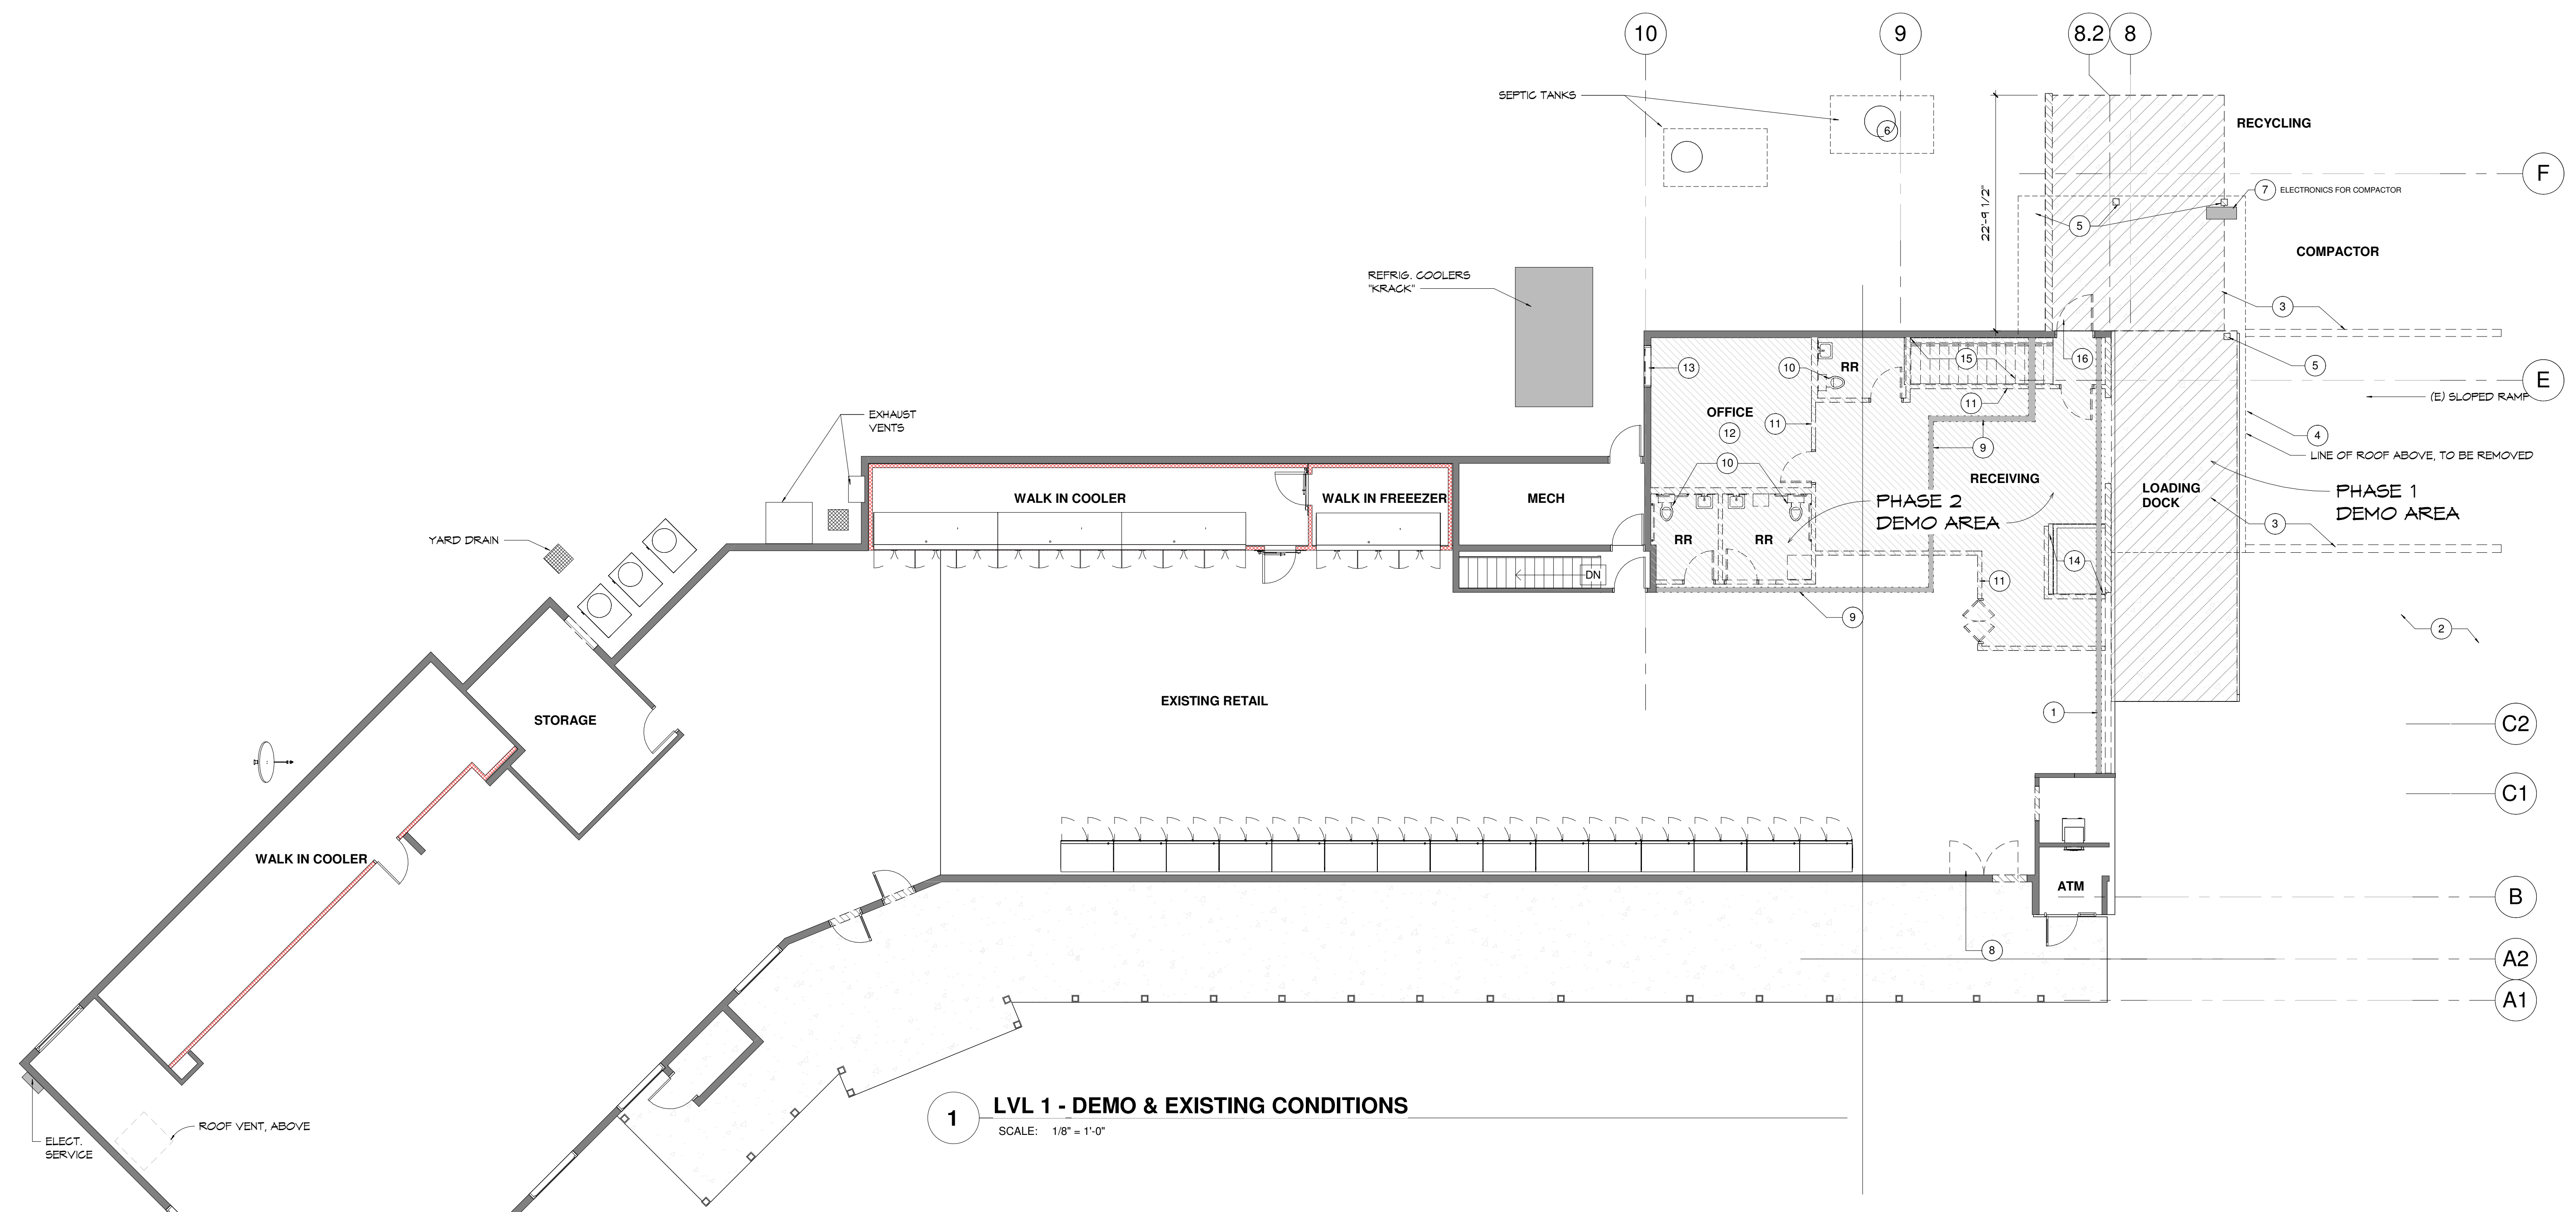 10
9
8.2
8
SEPTIC TANKS
6
RECYCLING
F
7
ELECTRONICS FOR COMPACTOR
22'-9 1/2"
5
COMPACTOR
REFRIG. COOLERS
"KRACK"
3
13
10
RR
15
16
5
E
(E) SLOPED RAMP
11
OFFICE
12
11
EXHAUST
VENTS
9
4
LINE OF ROOF ABOVE, TO BE REMOVED
10
RECEIVING
WALK IN COOLER
WALK IN FREEEZER
MECH
PHASE 2
DEMO AREA
LOADING
DOCK
PHASE 1
DEMO AREA
3
YARD DRAIN
RR
RR
14
DN
11
9
2
EXISTING RETAIL
1
STORAGE
C2
C1
WALK IN COOLER
ATM
B
8
A2
A1
1
LVL 1 - DEMO & EXISTING CONDITIONS
SCALE: 1/8" = 1'-0"
ROOF VENT, ABOVE
ELECT.
SERVICE